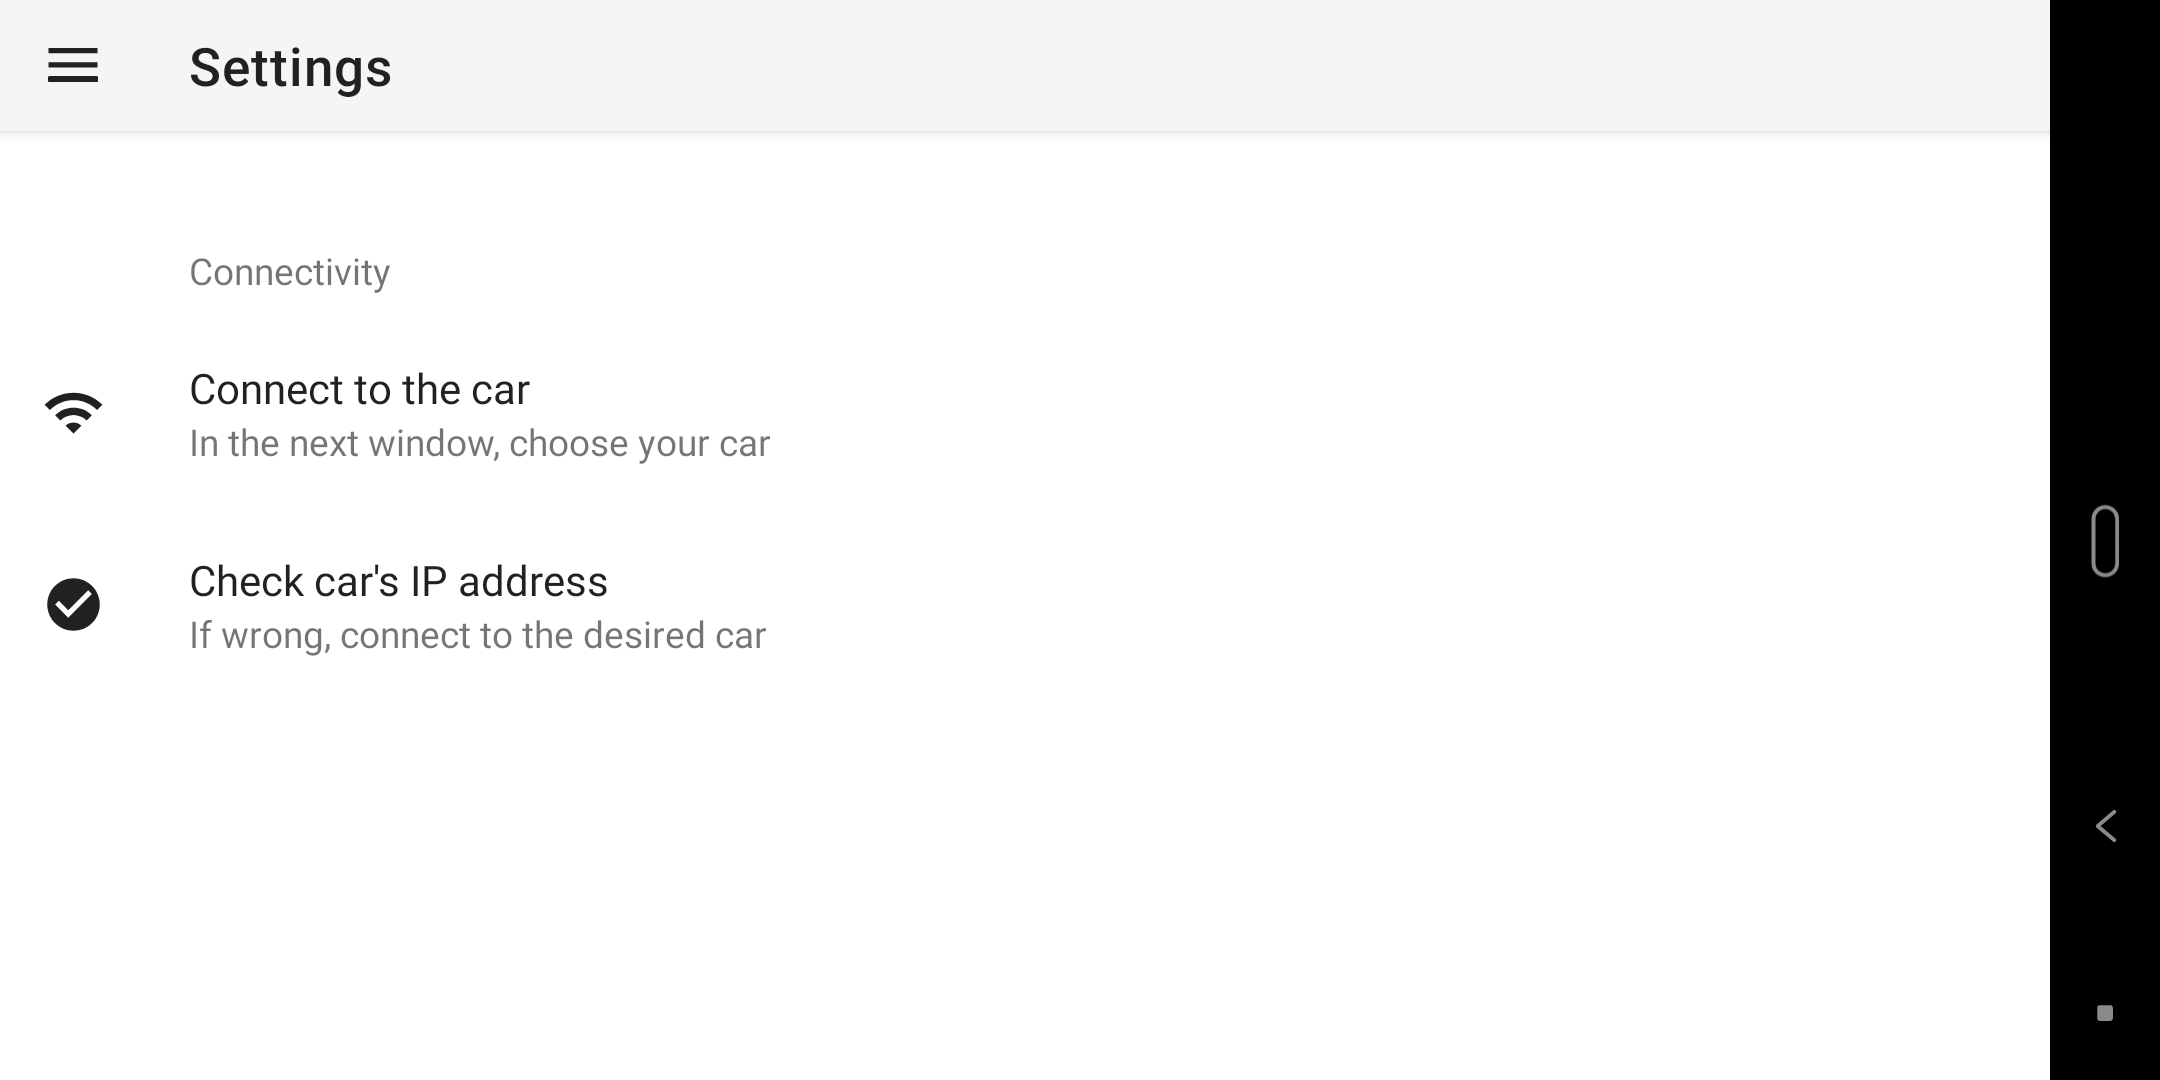 Settings
Connectivity
Connect to the car
In the next window, choose your car
Check car's IP address
If wrong, connect to the desired car